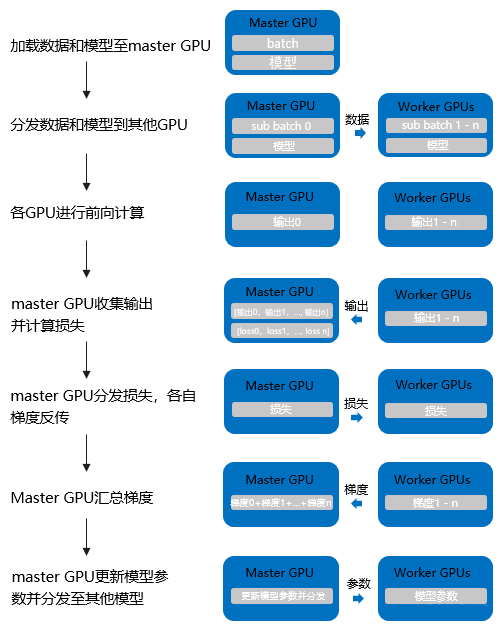 加载数据和模型至master GPU
Master GPU
batch
模型
分发数据和模型到其他GPU
Master GPU
sub batch 0
模型
数据
Worker GPUs
sub batch 1 - n
模型
各GPU进行前向计算
Master GPU
输出0
Worker GPUs
输出1 - n
master GPU收集输出
并计算损失
Master GPU
[输出0，输出1，..., 输出n]
[loss0，loss1，..., loss n]
输出
Worker GPUs
输出1 - n
master GPU分发损失，各自
梯度反传
Master GPU
损失
损失
Worker GPUs
损失
Master GPU汇总梯度
Master GPU
梯度0+梯度1+...+梯度n
梯度
Worker GPUs
梯度1 - n
master GPU更新模型参
数并分发至其他模型
Master GPU
更新模型参数并分发
参数
Worker GPUs
模型参数